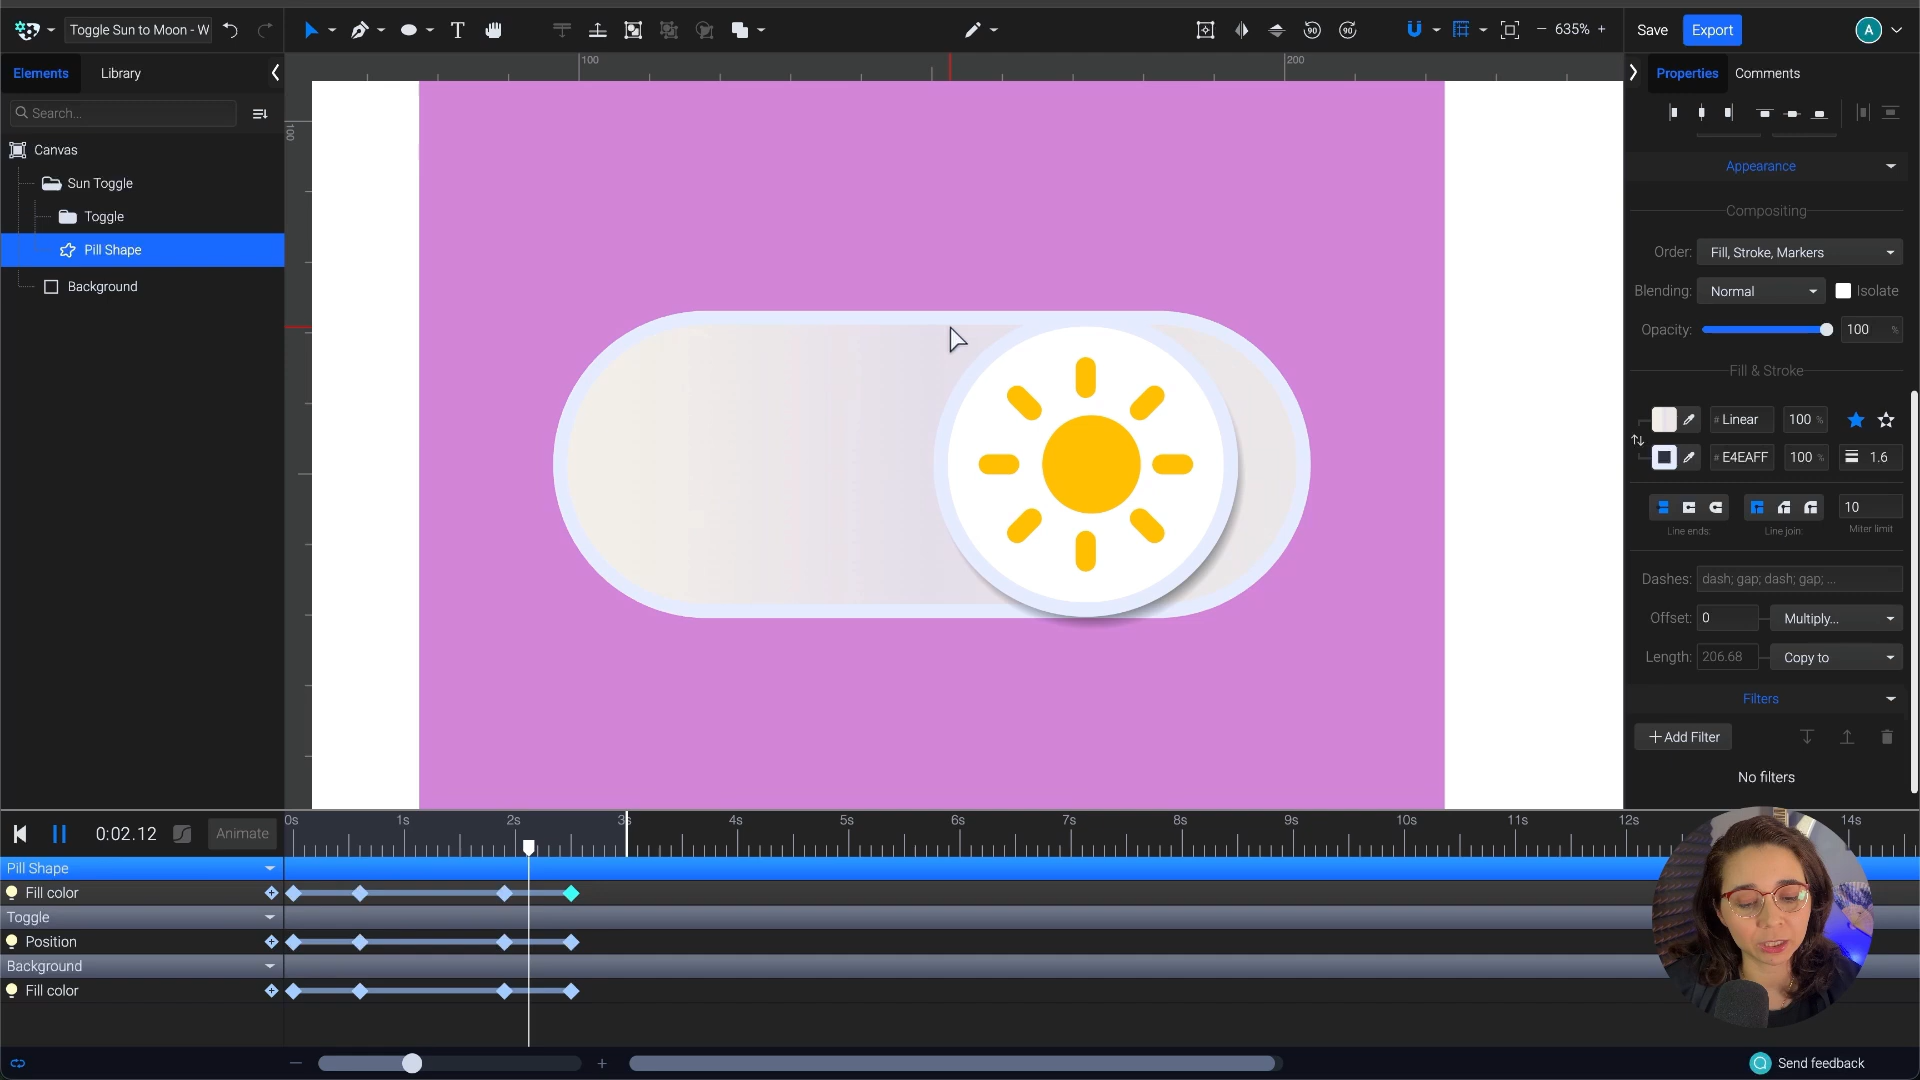 Toggle Sun to Moon - W
635%
Save
Export
A
Elements
Library
Search...
Canvas
Sun Toggle
Toggle
Pill Shape
Background
100
200
100
Properties
Comments
Appearance
Compositing
Order: Fill, Stroke, Markers
Blending: Normal Isolate
Opacity: 100 %
Fill & Stroke
# Linear 100 %
# E4EAFF 100 % 1.6
10
Line ends: Line join: Miter limit
Dashes: dash; gap; dash; gap; ...
Offset: 0 Multiply...
Length: 206.68 Copy to
Filters
+ Add Filter
No filters
0:02.12
Animate
0s 1s 2s 3s 4s 5s 6s 7s 8s 9s 10s 11s 12s 14s
Pill Shape
Fill color
Toggle
Position
Background
Fill color
Send feedback